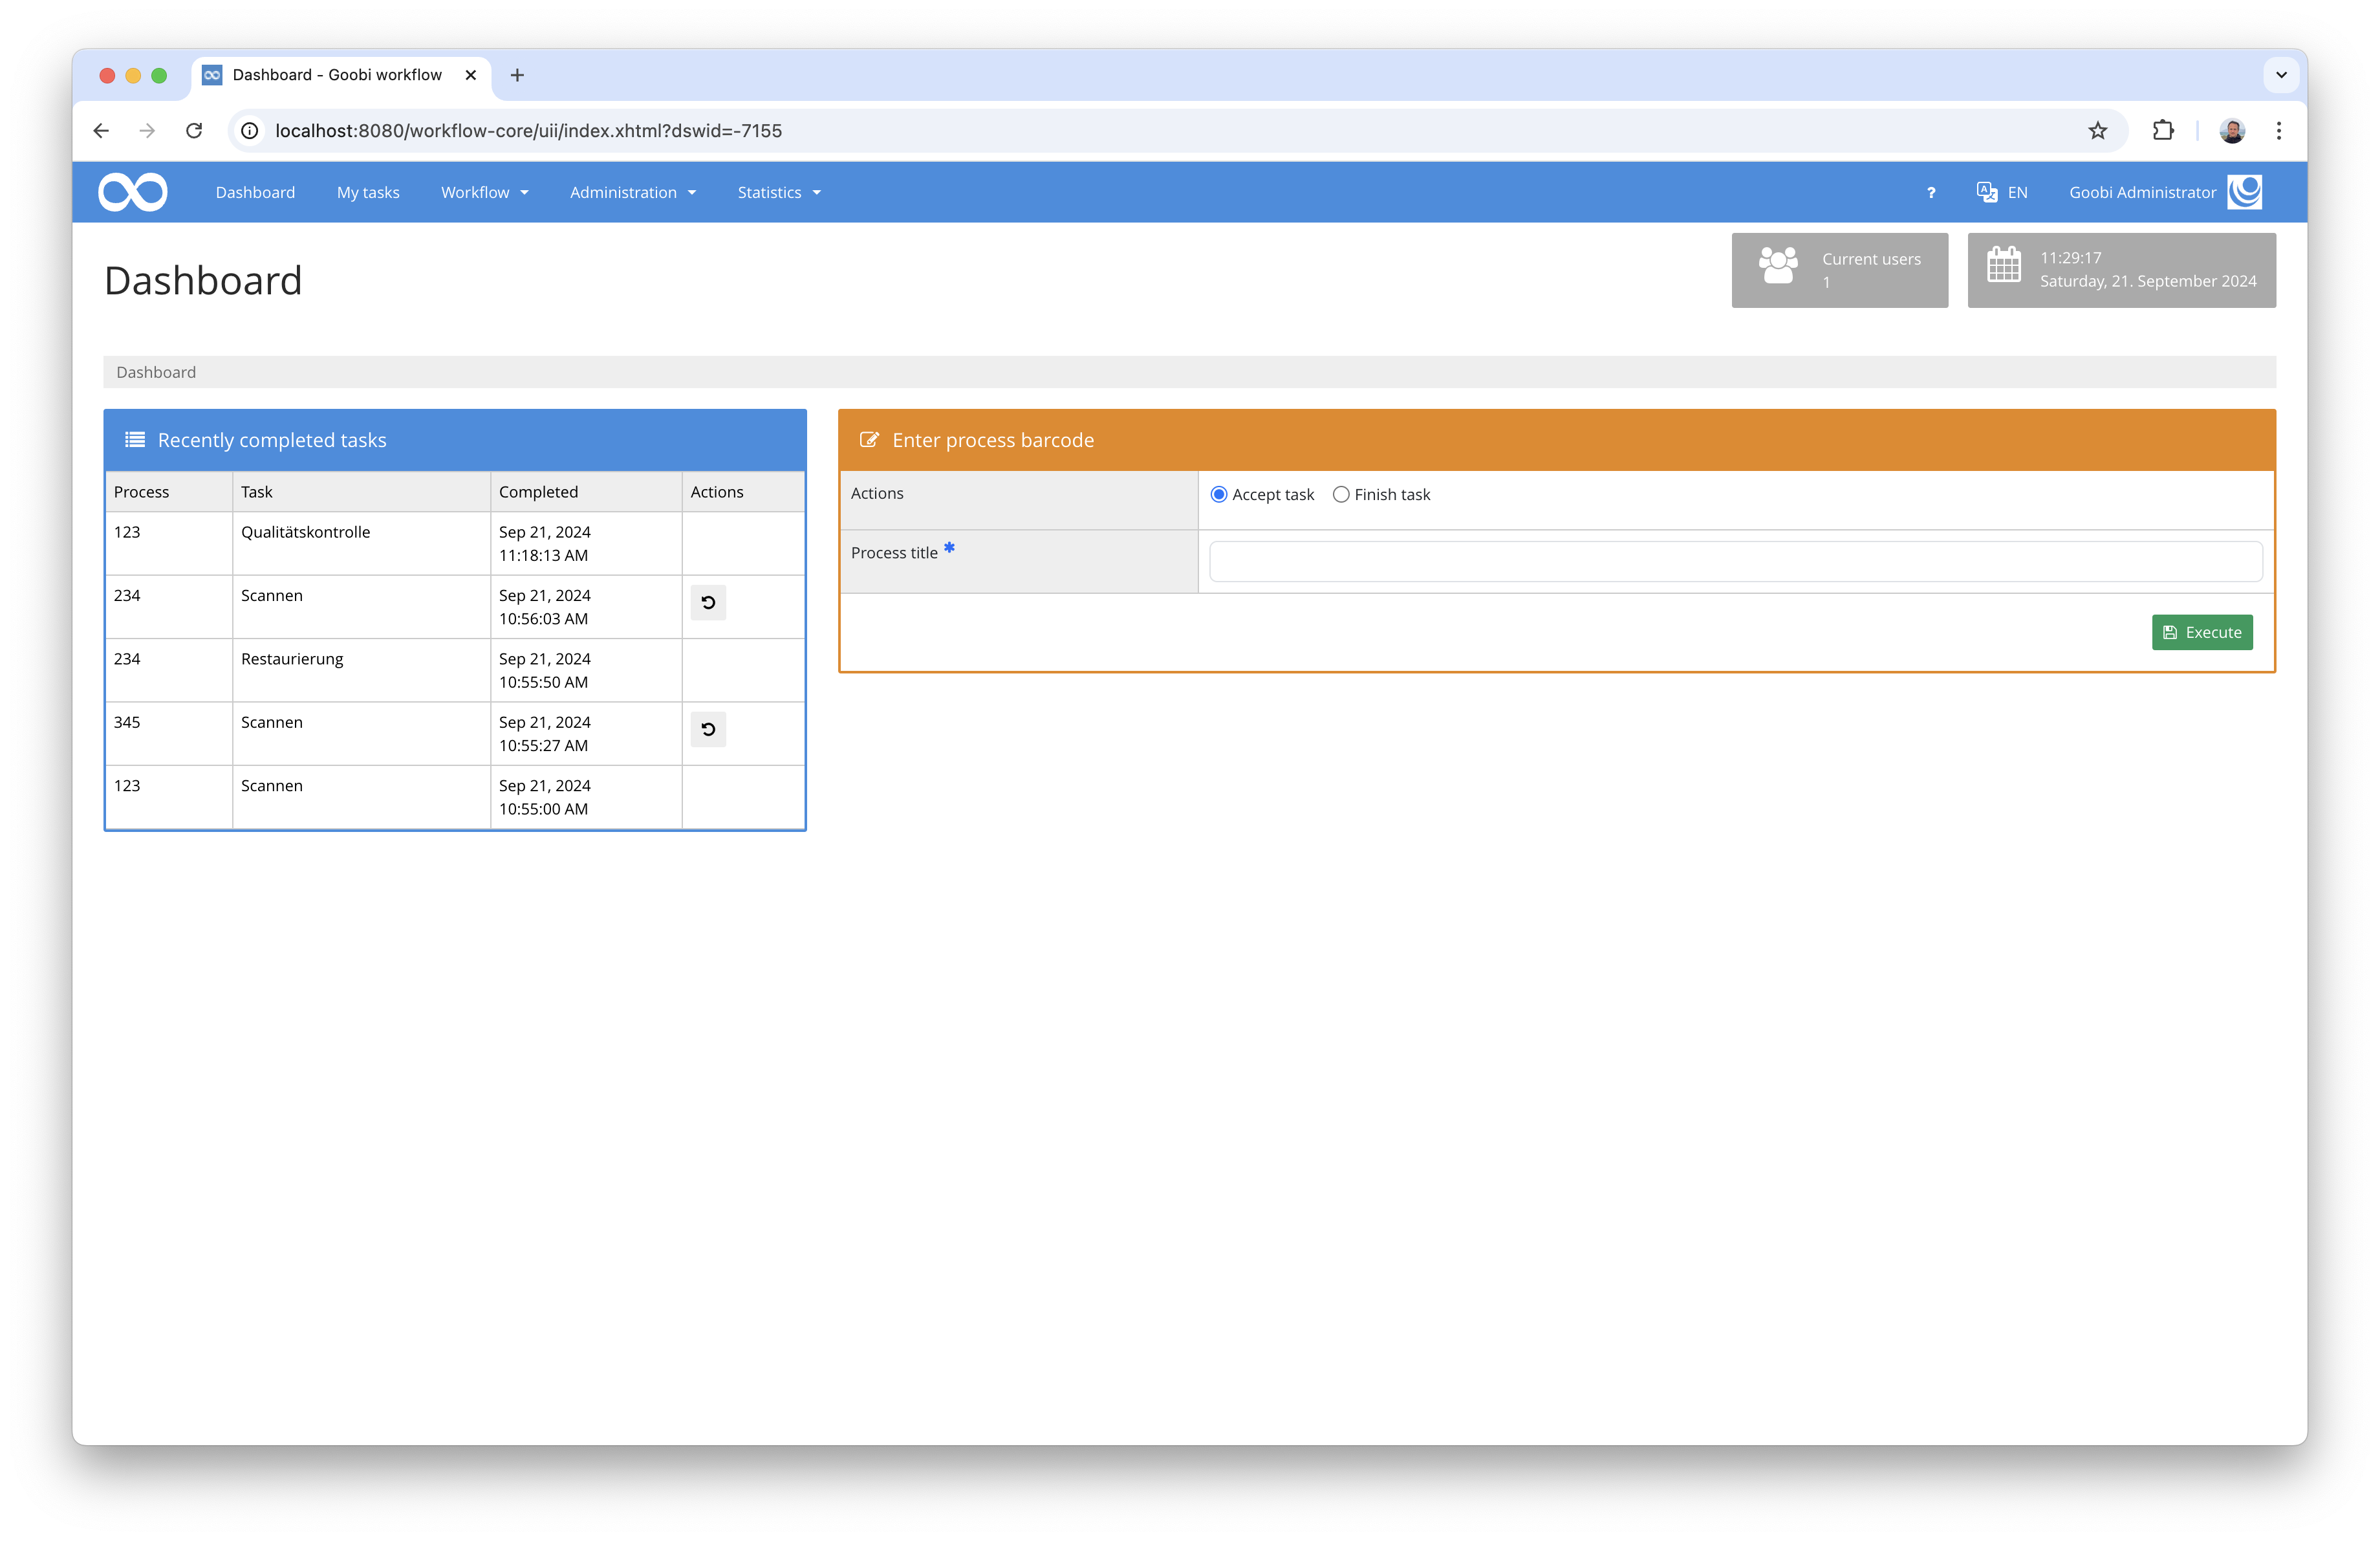 Dashboard - Goobi workflow
localhost:8080/workflow-core/uii/index.xhtml?dswid=-7155
Dashboard My tasks Workflow Administration Statistics ? EN Goobi Administrator
Dashboard
Current users
1
11:29:17
Saturday, 21. September 2024
Dashboard
Recently completed tasks
Process Task Completed Actions
123 Qualitätskontrolle Sep 21, 2024
11:18:13 AM
234 Scannen Sep 21, 2024
10:56:03 AM
234 Restaurierung Sep 21, 2024
10:55:50 AM
345 Scannen Sep 21, 2024
10:55:27 AM
123 Scannen Sep 21, 2024
10:55:00 AM
Enter process barcode
Actions Accept task Finish task
Process title *
Execute